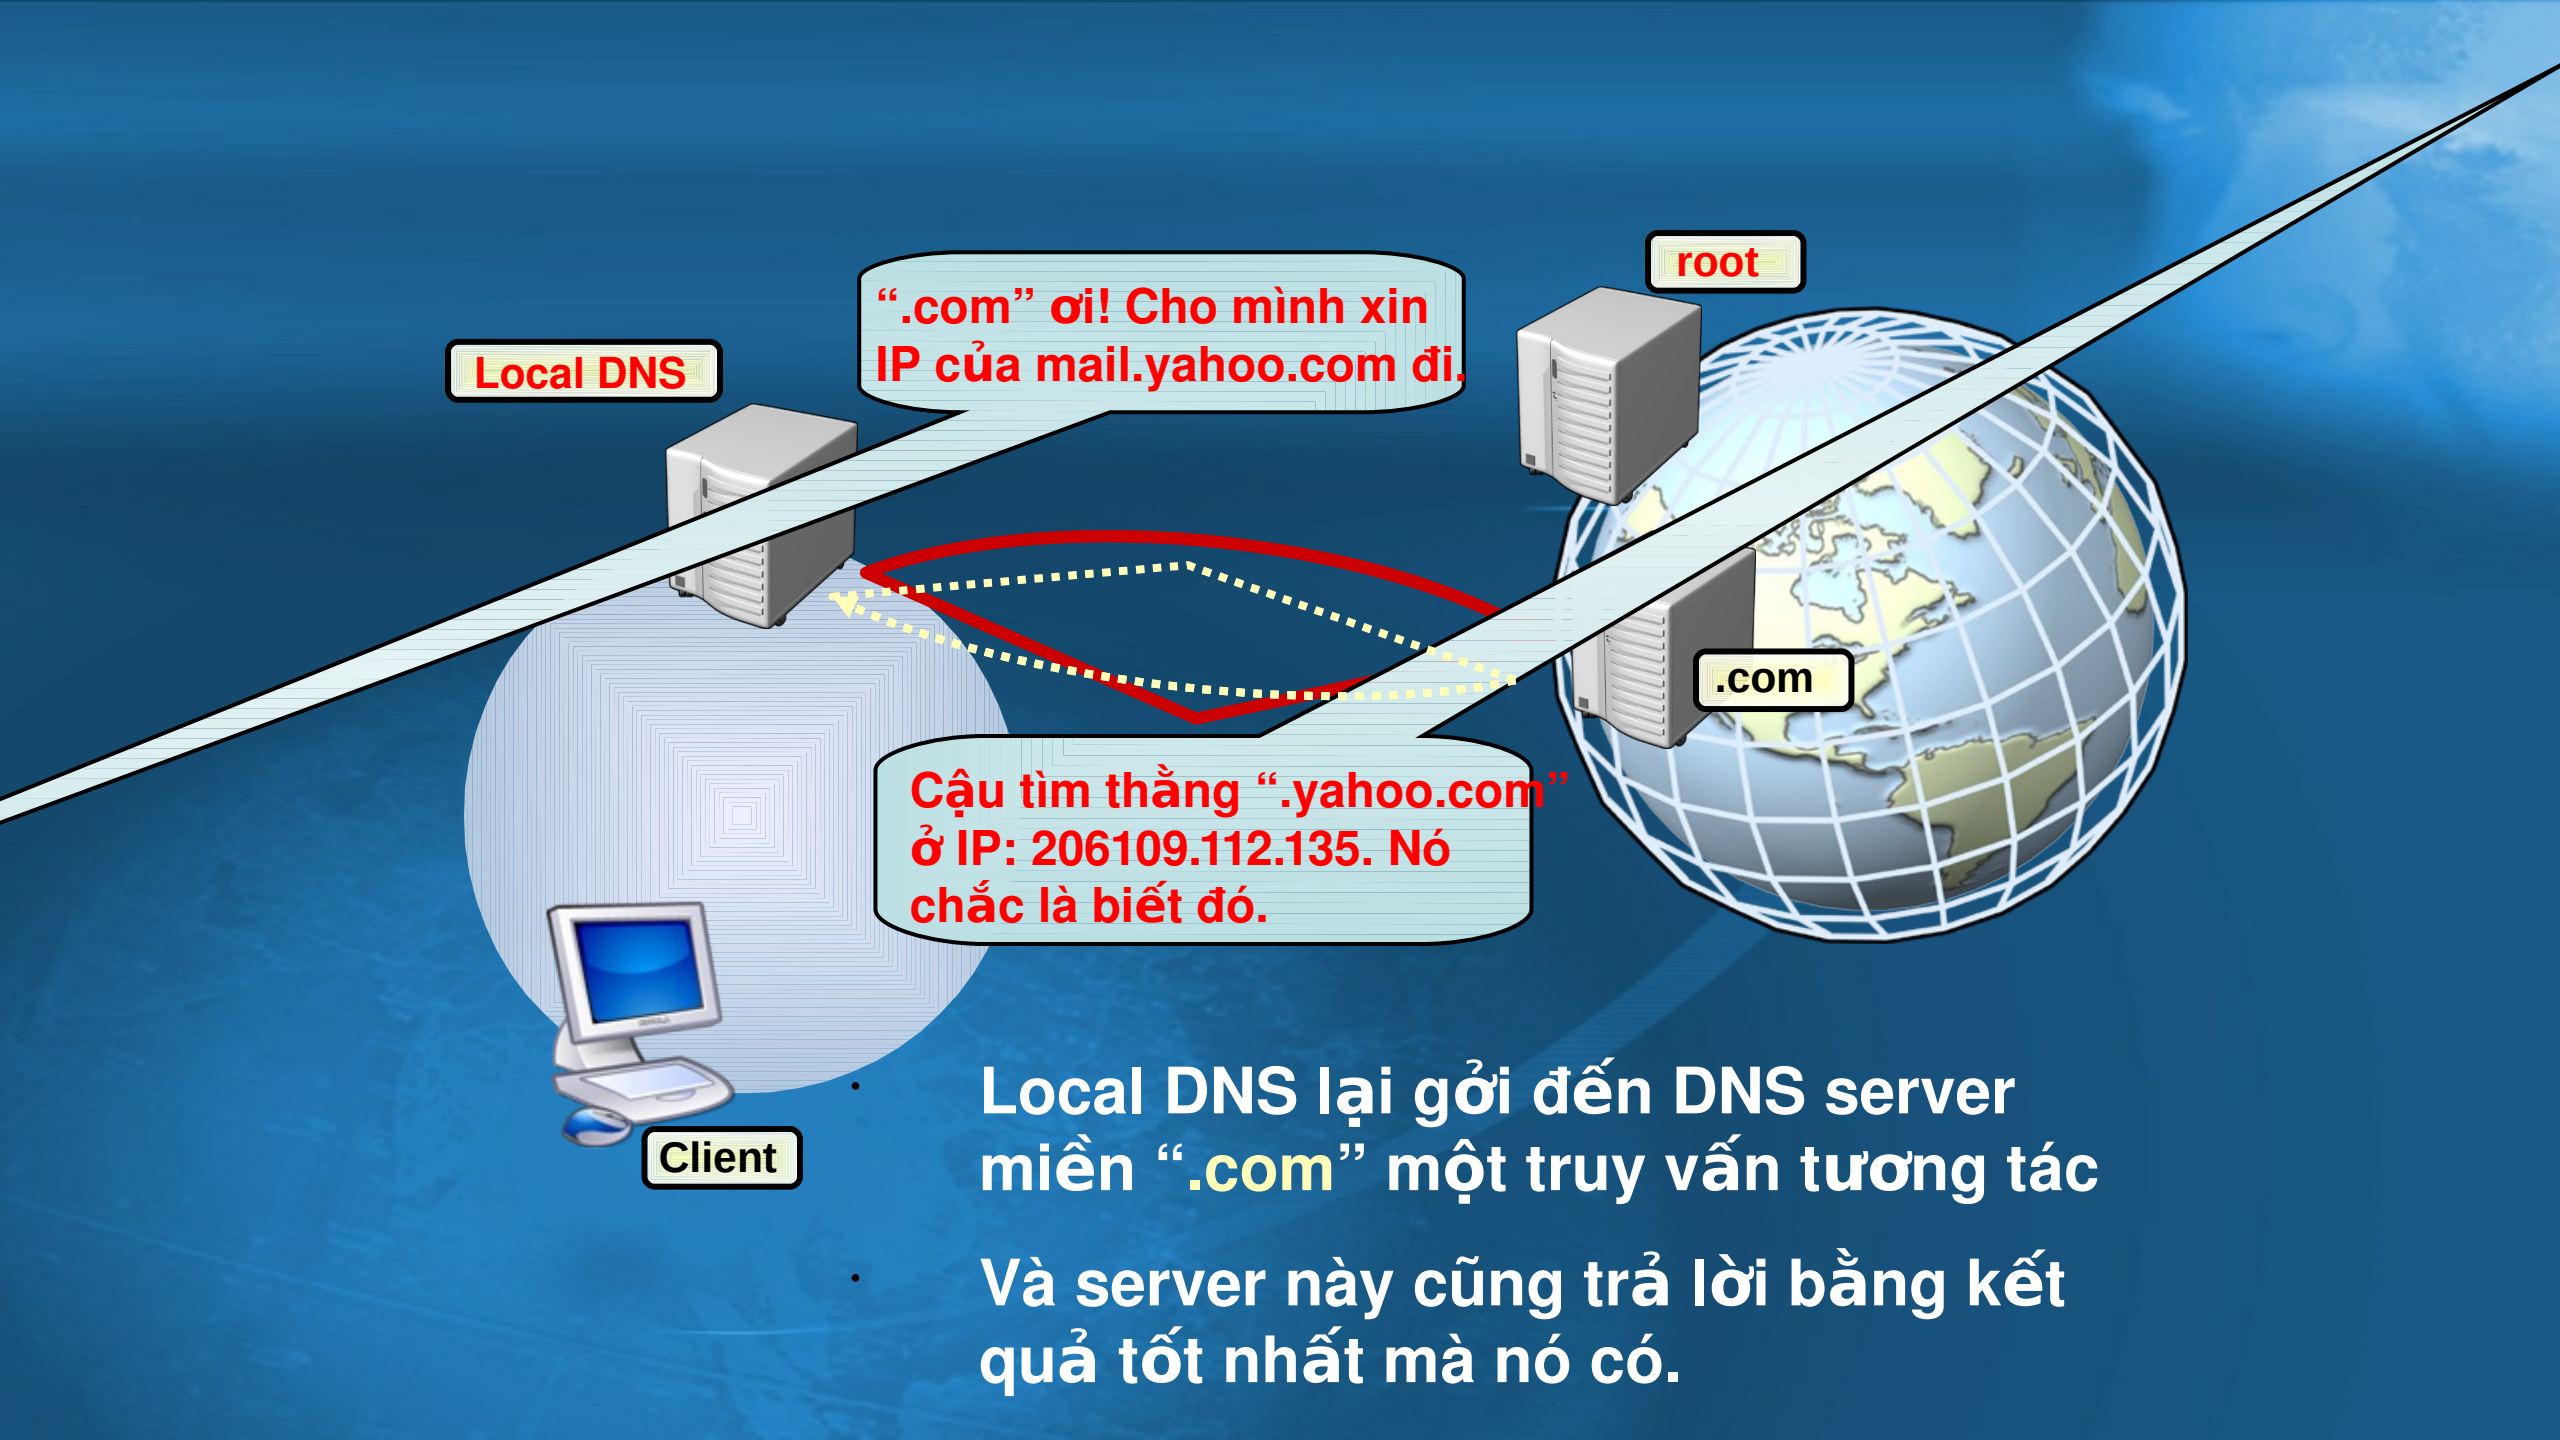 root
“.com” ơi! Cho mình xin
IP của mail.yahoo.com đi.
Local DNS
.com
Cậu tìm thằng “.yahoo.com”
ở IP: 206109.112.135. Nó
chắc là biết đó.
Client
• Local DNS lại gởi đến DNS server
miền “.com” một truy vấn tương tác
• Và server này cũng trả lời bằng kết
quả tốt nhất mà nó có.